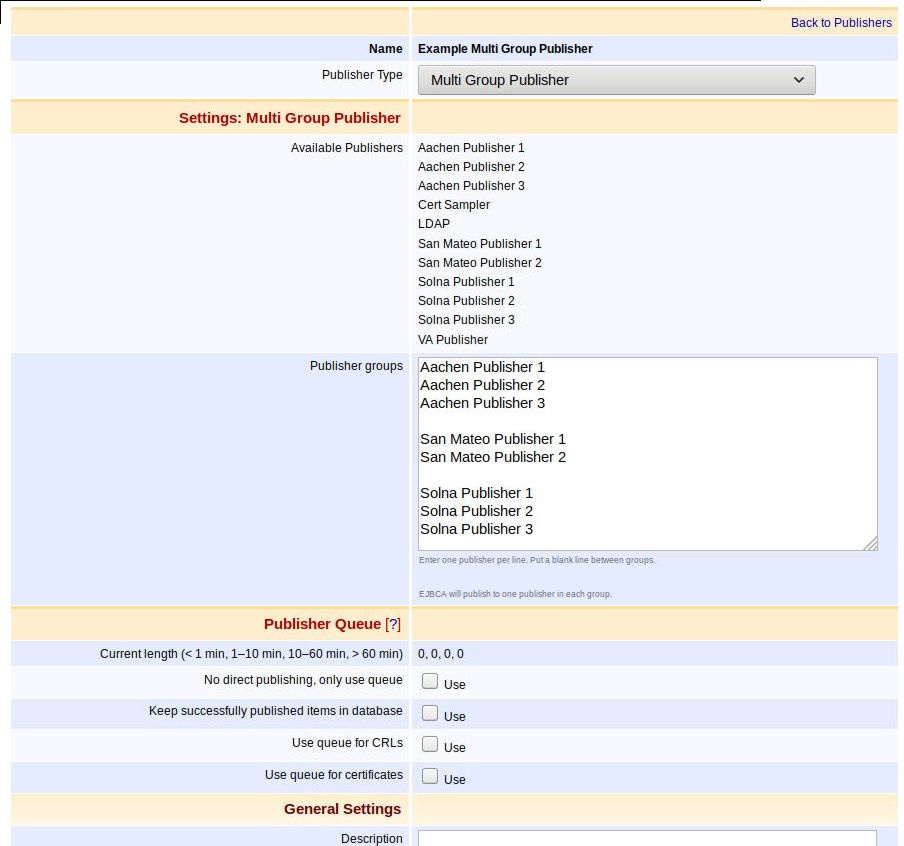 Back to Publishers
Name Example Multi Group Publisher
Publisher Type Multi Group Publisher
Settings: Multi Group Publisher
Available Publishers Aachen Publisher 1
Aachen Publisher 2
Aachen Publisher 3
Cert Sampler
LDAP
San Mateo Publisher 1
San Mateo Publisher 2
Solna Publisher 1
Solna Publisher 2
Solna Publisher 3
VA Publisher
Publisher groups Aachen Publisher 1
Aachen Publisher 2
Aachen Publisher 3
San Mateo Publisher 1
San Mateo Publisher 2
Solna Publisher 1
Solna Publisher 2
Solna Publisher 3
Enter one publisher per line. Put a blank line between groups.
EJBCA will publish to one publisher in each group.
Publisher Queue [?]
Current length (< 1 min, 1–10 min, 10–60 min, > 60 min) 0, 0, 0, 0
No direct publishing, only use queue Use
Keep successfully published items in database Use
Use queue for CRLs Use
Use queue for certificates Use
General Settings
Description